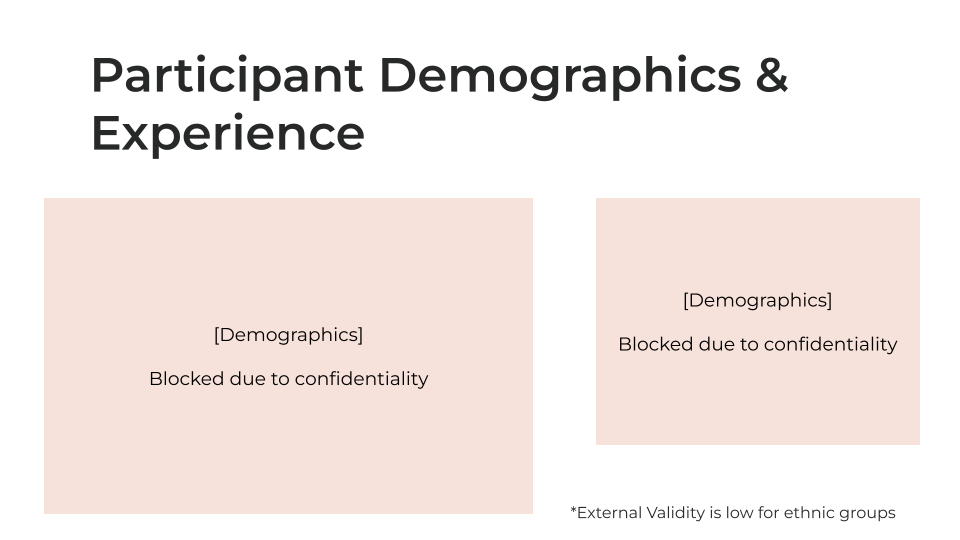 Participant Demographics &
Experience
[Demographics]
Blocked due to confidentiality
[Demographics]
Blocked due to confidentiality
*External Validity is low for ethnic groups